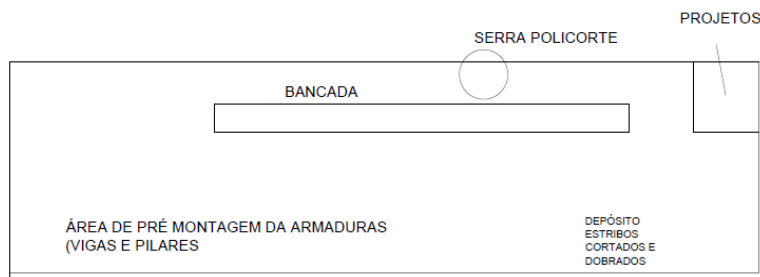 PROJETOS
SERRA POLICORTE
BANCADA
ÁREA DE PRÉ MONTAGEM DA ARMADURAS
(VIGAS E PILARES
DEPÓSITO
ESTRIBOS
CORTADOS E
DOBRADOS